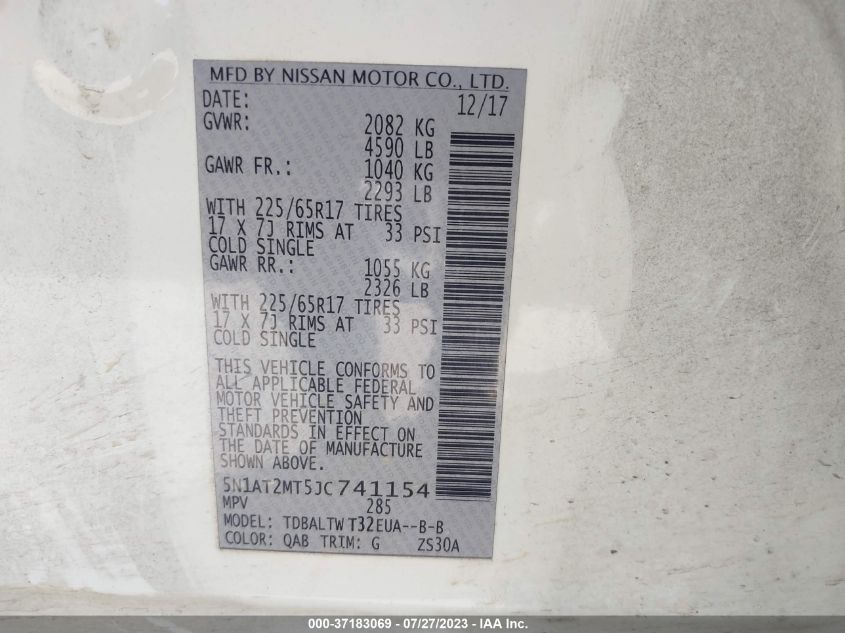 MFD BY NISSAN MOTOR CO., LTD.
DATE: 12/17
GVWR: 2082 KG
4590 LB
GAWR FR.: 1040 KG
2293 LB
WITH 225/65R17 TIRES
17 X 7J RIMS AT 33 PSI
COLD SINGLE
GAWR RR.: 1055 KG
2326 LB
WITH 225/65R17 TIRES
17 X 7J RIMS AT 33 PSI
COLD SINGLE
THIS VEHICLE CONFORMS TO
ALL APPLICABLE FEDERAL
MOTOR VEHICLE SAFETY AND
THEFT PREVENTION
STANDARDS IN EFFECT ON
THE DATE OF MANUFACTURE
SHOWN ABOVE.
5N1AT2MT5JC741154
MPV 285
MODEL: TDBALTW T32EUA--B-B
COLOR: QAB TRIM: G ZS30A
000-37183069 - 07/27/2023 - IAA Inc.